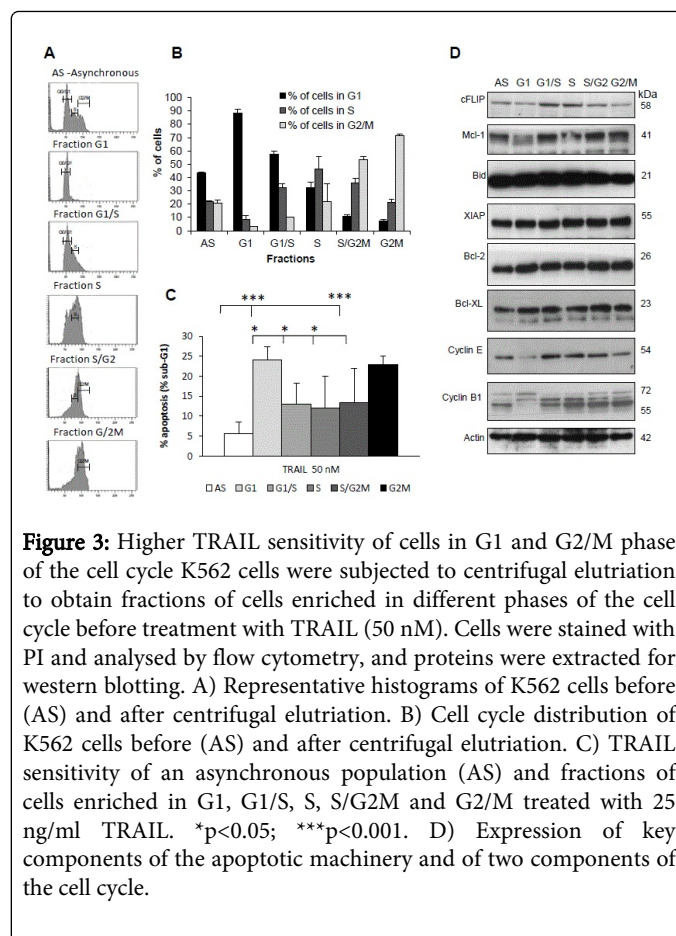 A
AS -Asynchronous
G0/G1
S
G2/M
Fraction G1
G0/G1
Fraction G1/S
G0/G1
S
Fraction S
S
Fraction S/G2
G2M
S
Fraction G/2M
G2M
B
% of cells in G1
% of cells in S
% of cells in G2/M
% of cells
100
90
80
70
60
50
40
30
20
10
0
AS G1 G1/S S S/G2M G2M
Fractions
C
*** ***
* * *
% apoptosis (% sub-G1)
35
30
25
20
15
10
5
0
TRAIL 50 nM
AS G1 G1/S S S/G2M G2M
D
AS G1 G1/S S S/G2 G2/M
kDa
cFLIP 58
Mcl-1 41
Bid 21
XIAP 55
Bcl-2 26
Bcl-XL 23
Cyclin E 54
Cyclin B1 72
55
Actin 42
Figure 3: Higher TRAIL sensitivity of cells in G1 and G2/M phase
of the cell cycle K562 cells were subjected to centrifugal elutriation
to obtain fractions of cells enriched in different phases of the cell
cycle before treatment with TRAIL (50 nM). Cells were stained with
PI and analysed by flow cytometry, and proteins were extracted for
western blotting. A) Representative histograms of K562 cells before
(AS) and after centrifugal elutriation. B) Cell cycle distribution of
K562 cells before (AS) and after centrifugal elutriation. C) TRAIL
sensitivity of an asynchronous population (AS) and fractions of
cells enriched in G1, G1/S, S, S/G2M and G2/M treated with 25
ng/ml TRAIL. *p<0.05; ***p<0.001. D) Expression of key
components of the apoptotic machinery and of two components of
the cell cycle.